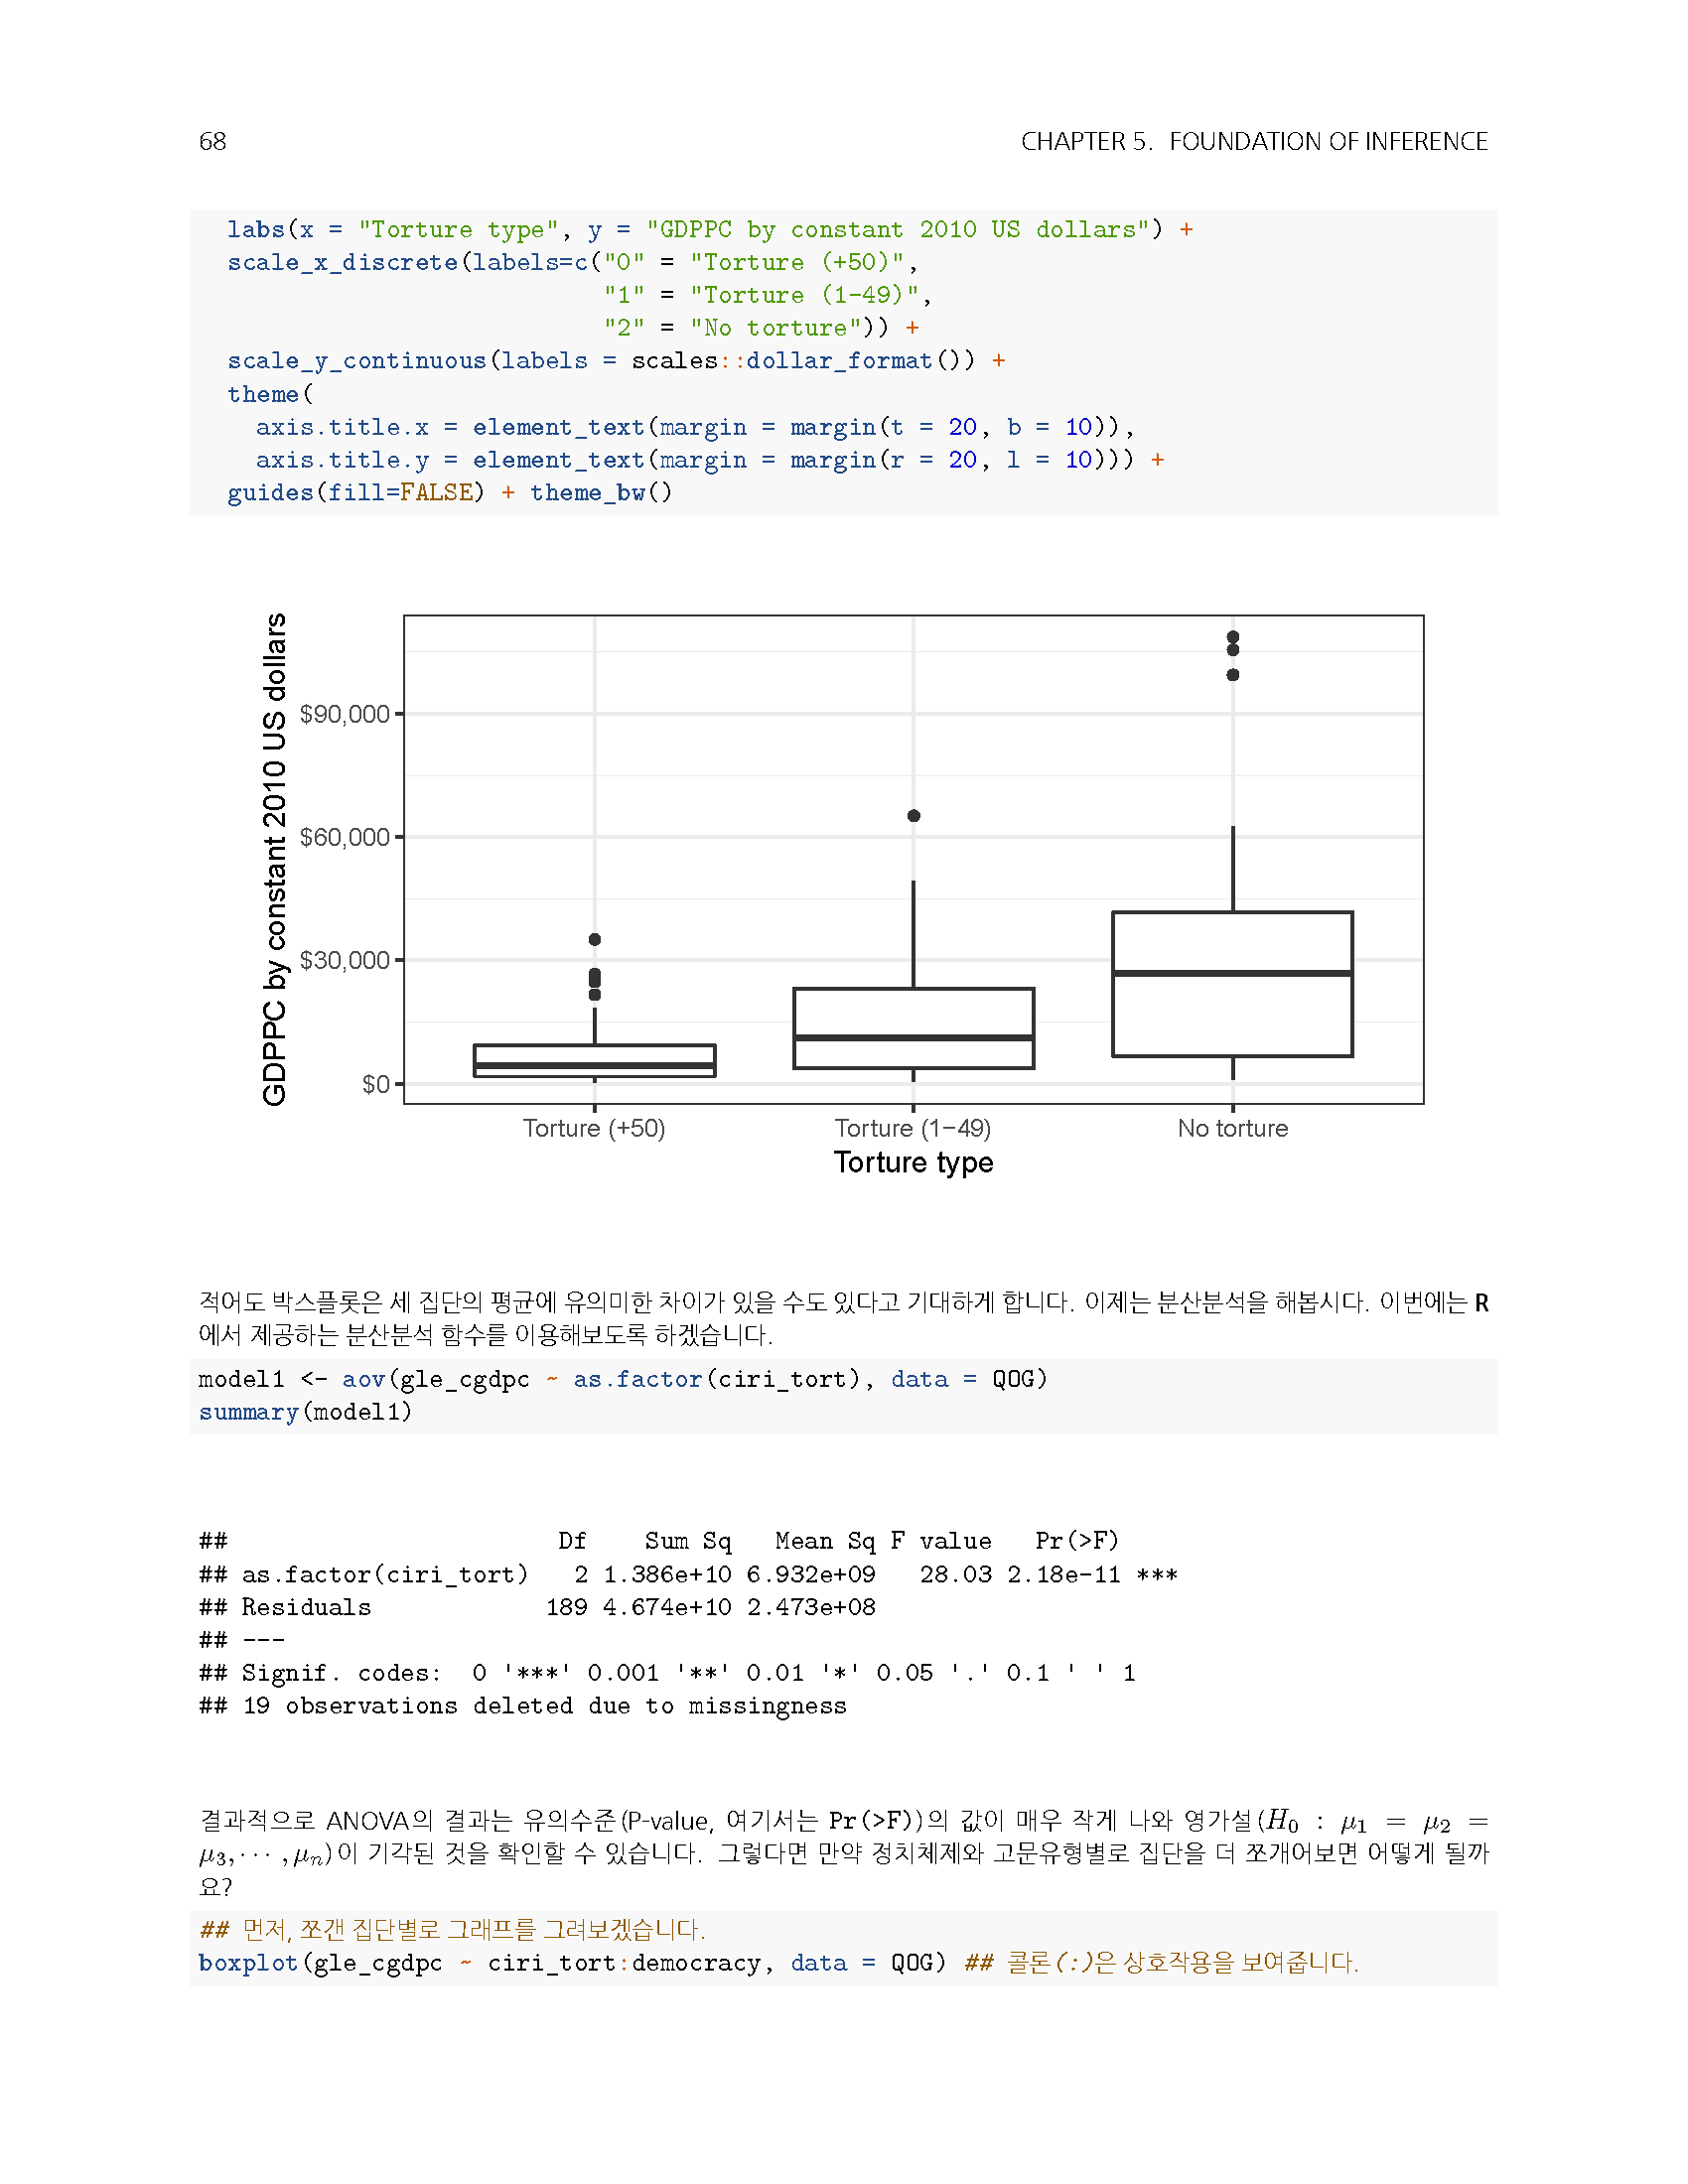 68
CHAPTER 5. FOUNDATION OF INFERENCE
labs(x = "Torture type", y = "GDPPC by constant 2010 US dollars") +
scale_x_discrete(labels=c("0" = "Torture (+50)",
"1" = "Torture (1-49)",
"2" = "No torture")) +
scale_y_continuous(labels = scales::dollar_format()) +
theme(
axis.title.x = element_text(margin = margin(t = 20, b = 10)),
axis.title.y = element_text(margin = margin(r = 20, l = 10))) +
guides(fill=FALSE) + theme_bw()
GDPPC by constant 2010 US dollars
$90,000
$60,000
$30,000
$0
Torture (+50)
Torture (1−49)
No torture
Torture type
적어도 박스플롯은 세 집단의 평균에 유의미한 차이가 있을 수도 있다고 기대하게 합니다. 이제는 분산분석을 해봅시다. 이번에는 R
에서 제공하는 분산분석 함수를 이용해보도록 하겠습니다.
model1 <- aov(gle_cgdpc ~ as.factor(ciri_tort), data = QOG)
summary(model1)
## Df Sum Sq Mean Sq F value Pr(>F)
## as.factor(ciri_tort) 2 1.386e+10 6.932e+09 28.03 2.18e-11 ***
## Residuals 189 4.674e+10 2.473e+08
## ---
## Signif. codes: 0 '***' 0.001 '**' 0.01 '*' 0.05 '.' 0.1 ' ' 1
## 19 observations deleted due to missingness
결과적으로 ANOVA의 결과는 유의수준(P-value, 여기서는 Pr(>F))의 값이 매우 작게 나와 영가설(H₀ : μ₁ = μ₂ =
μ₃, ⋯ , μₙ)이 기각된 것을 확인할 수 있습니다. 그렇다면 만약 정치체제와 고문유형별로 집단을 더 쪼개어보면 어떻게 될까
요?
## 먼저, 쪼갠 집단별로 그래프를 그려보겠습니다.
boxplot(gle_cgdpc ~ ciri_tort:democracy, data = QOG) ## 콜론(:)은 상호작용을 보여줍니다.